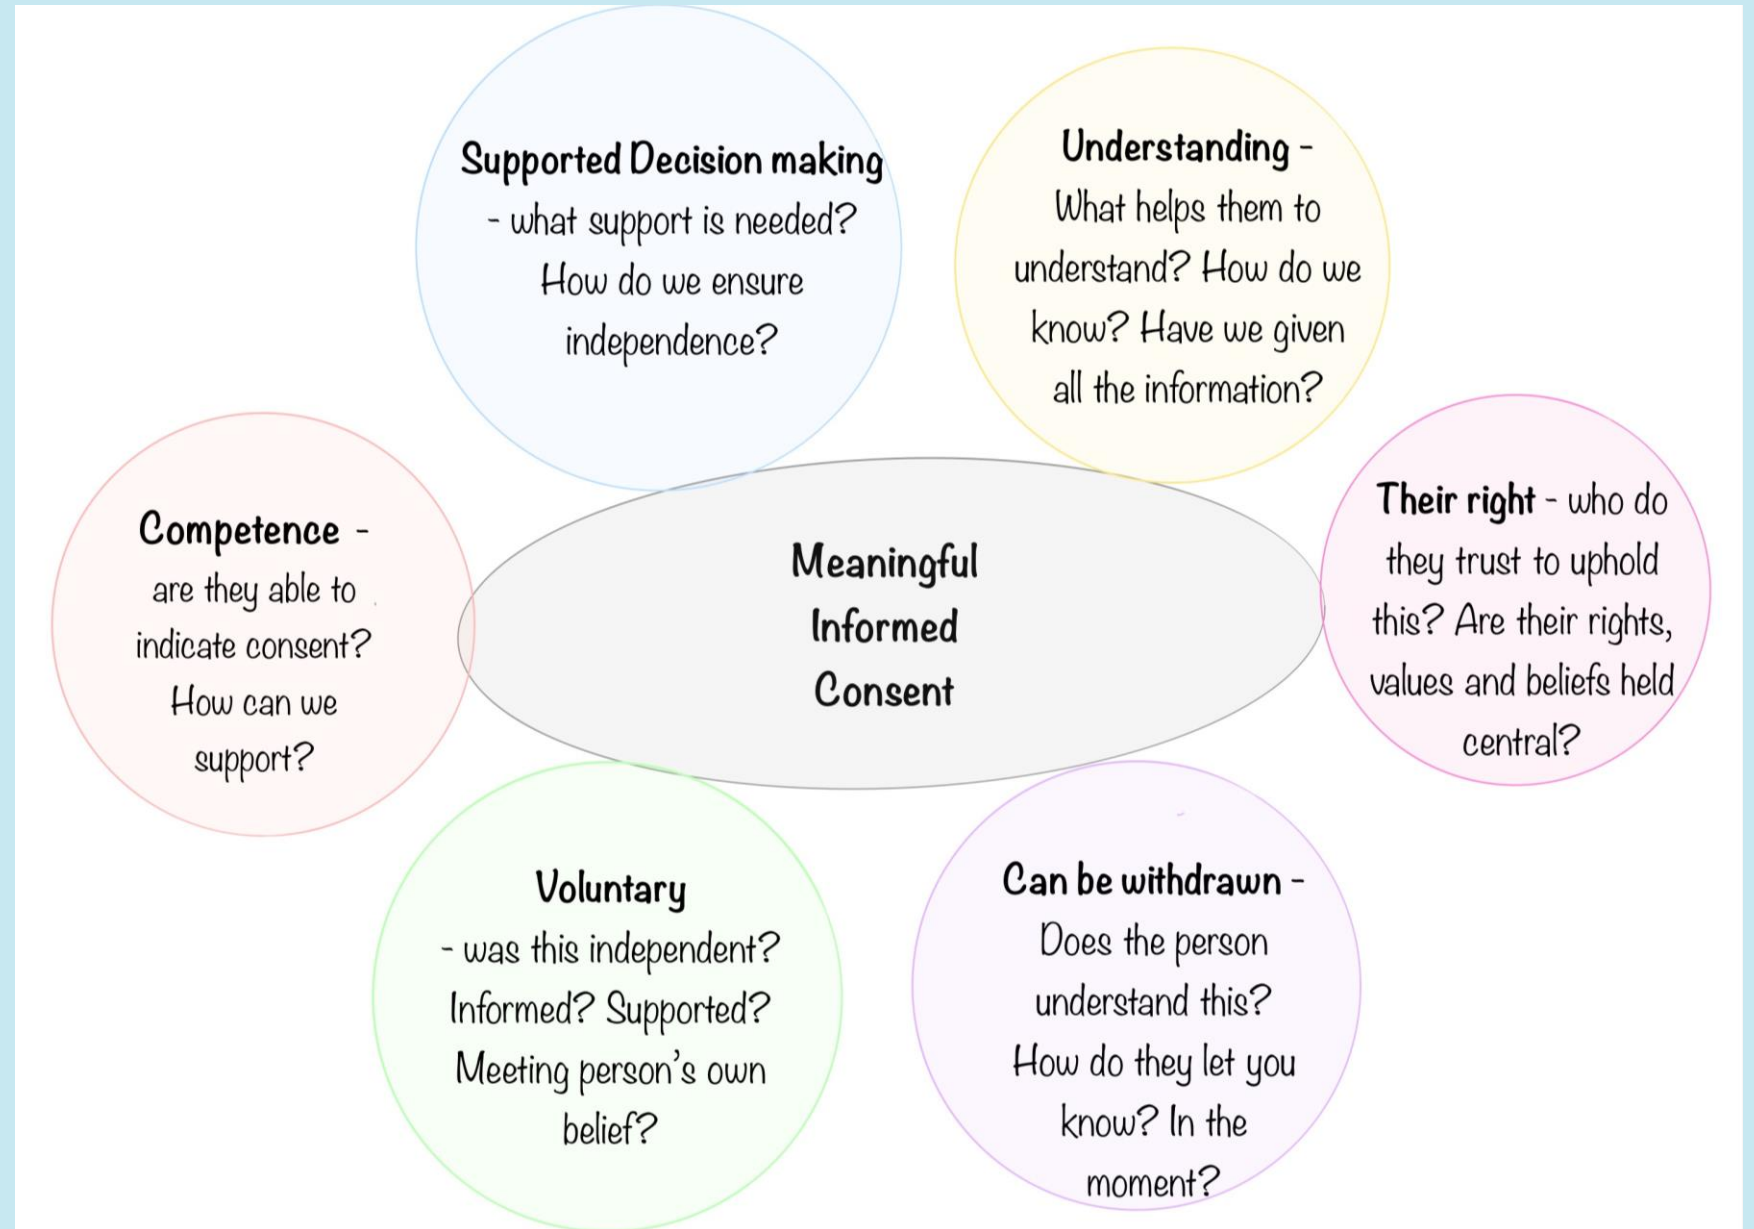 Supported Decision making
- what support is needed?
How do we ensure
independence?
Understanding -
What helps them to
understand? How do we
know? Have we given
all the information?
Competence -
are they able to
indicate consent?
How can we
support?
Meaningful
Informed
Consent
Their right - who do
they trust to uphold
this? Are their rights,
values and beliefs held
central?
Voluntary
- was this independent?
Informed? Supported?
Meeting person's own
belief?
Can be withdrawn -
Does the person
understand this?
How do they let you
know? In the
moment?